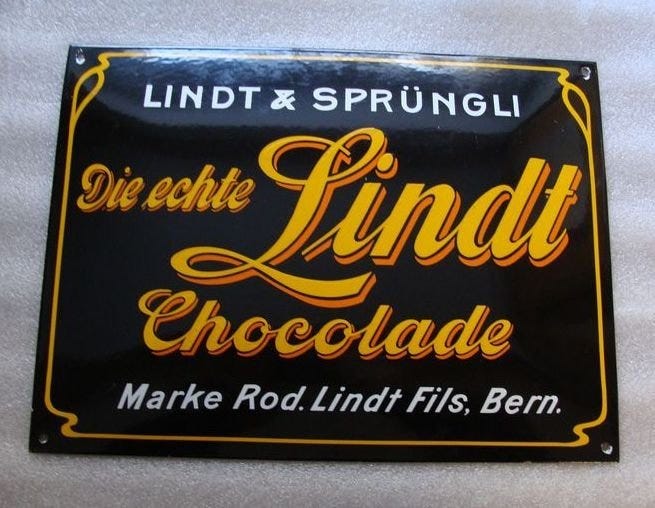 LINDT & SPRÜNGLI
Die echte Lindt
Chocolade
Marke Rod. Lindt Fils, Bern.